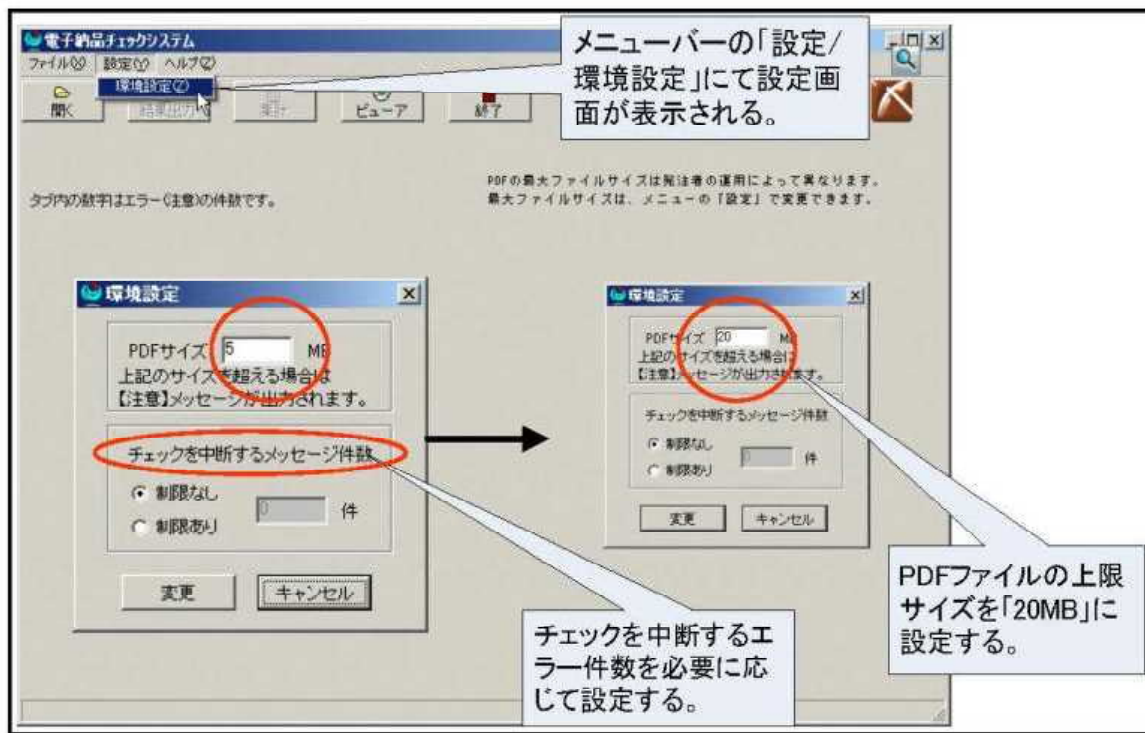 電子納品チェックシステム
ファイル(X) 設定(Y) ヘルプ(Z)
環境設定(Z)
開く 結果出力 集計 ビューア 終了
メニューバーの「設定/
環境設定」にて設定画
面が表示される。
タブ内の数字はエラー(注意)の件数です。
PDFの最大ファイルサイズは発注者の運用によって異なります。
最大ファイルサイズは、メニューの「設定」で変更できます。
環境設定
PDFサイズ 5 MB
上記のサイズを超える場合は
【注意】メッセージが出力されます。
チェックを中断するメッセージ件数
制限なし
0 件
制限あり
変更 キャンセル
環境設定
PDFサイズ 20 MB
上記のサイズを超える場合は
【注意】メッセージが出力されます。
チェックを中断するメッセージ件数
制限なし
0 件
制限あり
変更 キャンセル
チェックを中断するエ
ラー件数を必要に応
じて設定する。
PDFファイルの上限
サイズを「20MB」に
設定する。